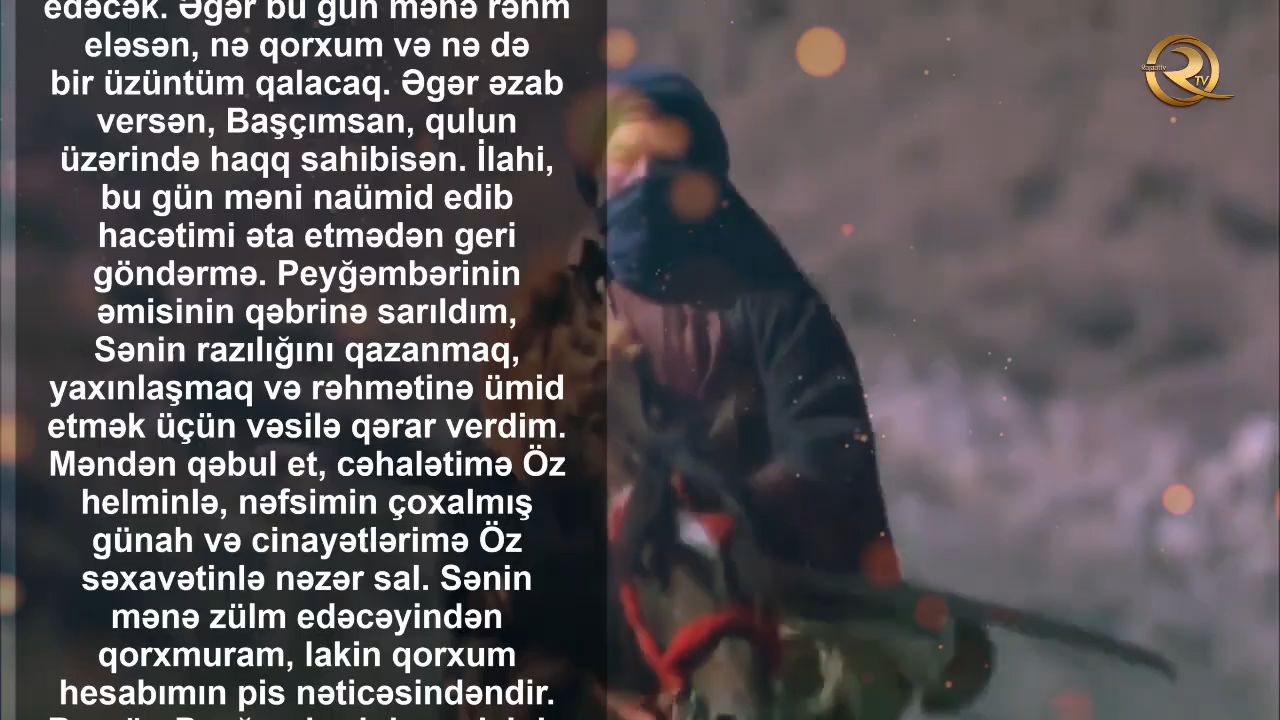 edəcək. Əgər bu gün mənə rəhm
eləsən, nə qorxum və nə də
bir üzüntüm qalacaq. Əgər əzab
versən, Başçımsan, qulun
üzərində haqq sahibisən. İlahi,
bu gün məni naümid edib
hacətimi əta etmədən geri
göndərmə. Peyğəmbərinin
əmisinin qəbrinə sarıldım,
Sənin razılığını qazanmaq,
yaxınlaşmaq və rəhmətinə ümid
etmək üçün vəsilə qərar verdim.
Məndən qəbul et, cəhalətimə Öz
helminlə, nəfsimin çoxalmış
günah və cinayətlərimə Öz
səxavətinlə nəzər sal. Sənin
mənə zülm edəcəyindən
qorxmuram, lakin qorxum
hesabımın pis nəticəsindəndir.
TV